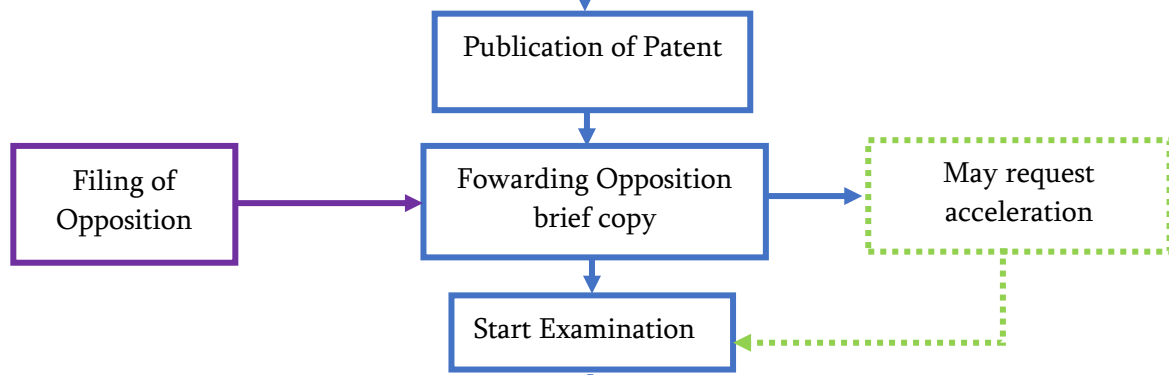 Publication of Patent
Filing of
Opposition
Fowarding Opposition
brief copy
May request
acceleration
Start Examination